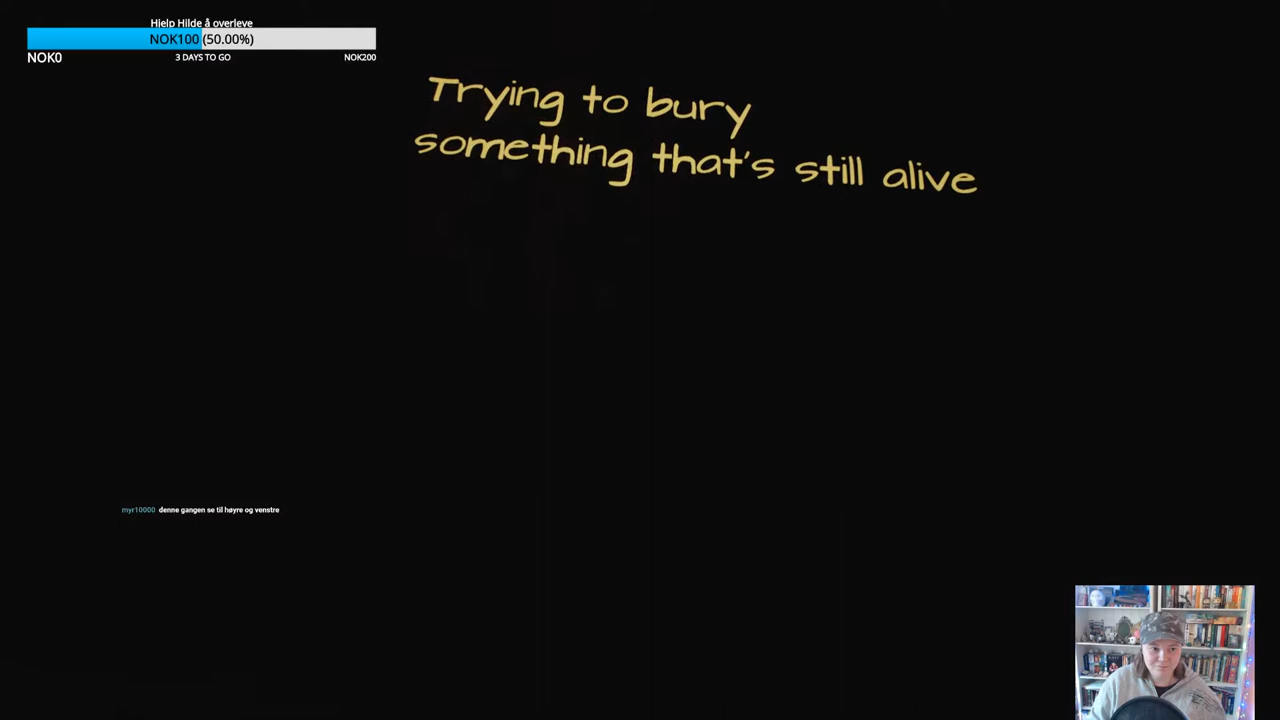 Hjelp Hilde å overleve
NOK100 (50.00%)
NOK0 3 DAYS TO GO NOK200
Trying to bury
something that's still alive
myr10000 denne gangen se til høyre og venstre